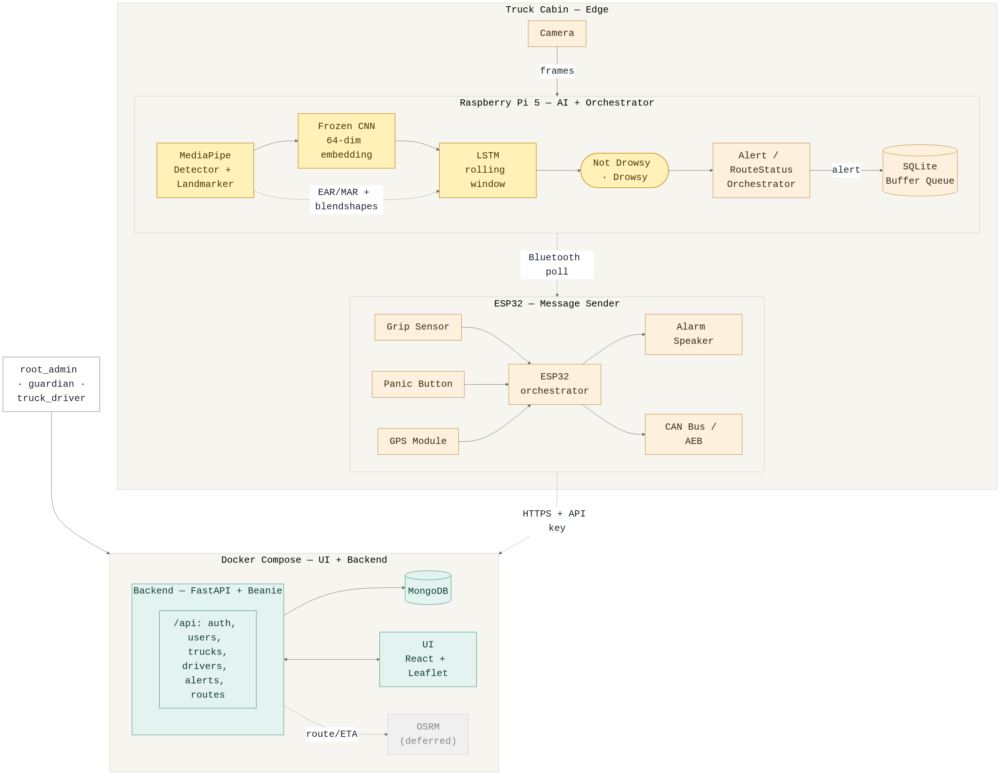 Truck Cabin — Edge
Camera
frames
Raspberry Pi 5 — AI + Orchestrator
MediaPipe
Detector +
Landmarker
Frozen CNN
64-dim
embedding
EAR/MAR +
blendshapes
LSTM
rolling
window
Not Drowsy
· Drowsy
Alert /
RouteStatus
Orchestrator
alert
SQLite
Buffer Queue
Bluetooth
poll
ESP32 — Message Sender
Grip Sensor
Panic Button
GPS Module
ESP32
orchestrator
Alarm
Speaker
CAN Bus /
AEB
root_admin
· guardian ·
truck_driver
HTTPS + API
key
Docker Compose — UI + Backend
Backend — FastAPI + Beanie
/api: auth,
users,
trucks,
drivers,
alerts,
routes
MongoDB
UI
React +
Leaflet
route/ETA
OSRM
(deferred)